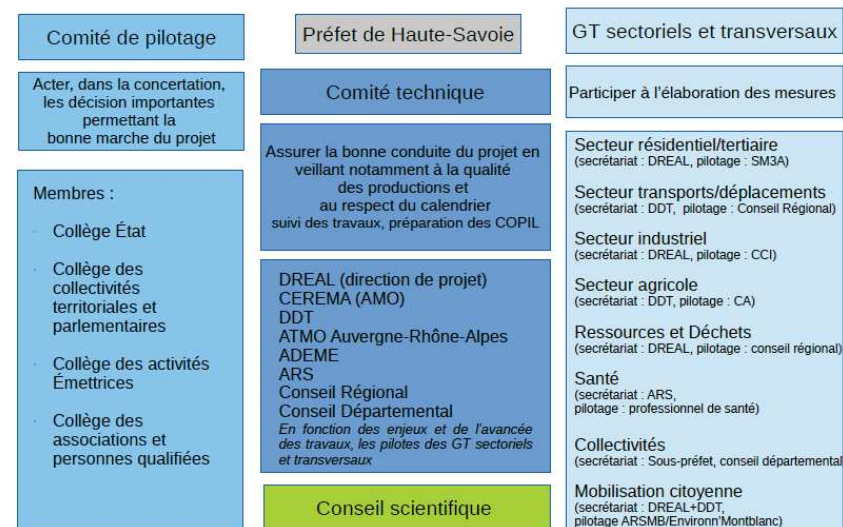 Comité de pilotage
Acter, dans la concertation,
les décision importantes
permettant la
bonne marche du projet
Membres :
Collège État
Collège des
collectivités
territoriales et
parlementaires
Collège des activités
Émettrices
Collège des
associations et
personnes qualifiées
Préfet de Haute-Savoie
Comité technique
Assurer la bonne conduite du projet en
veillant notamment à la qualité
des productions et
au respect du calendrier
suivi des travaux, préparation des COPIL
DREAL (direction de projet)
CEREMA (AMO)
DDT
ATMO Auvergne-Rhône-Alpes
ADEME
ARS
Conseil Régional
Conseil Départemental
En fonction des enjeux et de l'avancée
des travaux, les pilotes des GT sectoriels
et transversaux
Conseil scientifique
GT sectoriels et transversaux
Participer à l'élaboration des mesures
Secteur résidentiel/tertiaire
(secrétariat : DREAL, pilotage : SM3A)
Secteur transports/déplacements
(secrétariat : DDT, pilotage : Conseil Régional)
Secteur industriel
(secrétariat : DREAL, pilotage : CCI)
Secteur agricole
(secrétariat : DDT, pilotage : CA)
Ressources et Déchets
(secrétariat : DREAL, pilotage : conseil régional)
Santé
(secrétariat : ARS,
pilotage : professionnel de santé)
Collectivités
(secrétariat : Sous-préfet, conseil départemental
Mobilisation citoyenne
(secrétariat : DREAL+DDT,
pilotage ARSMB/Environ'Montblanc)